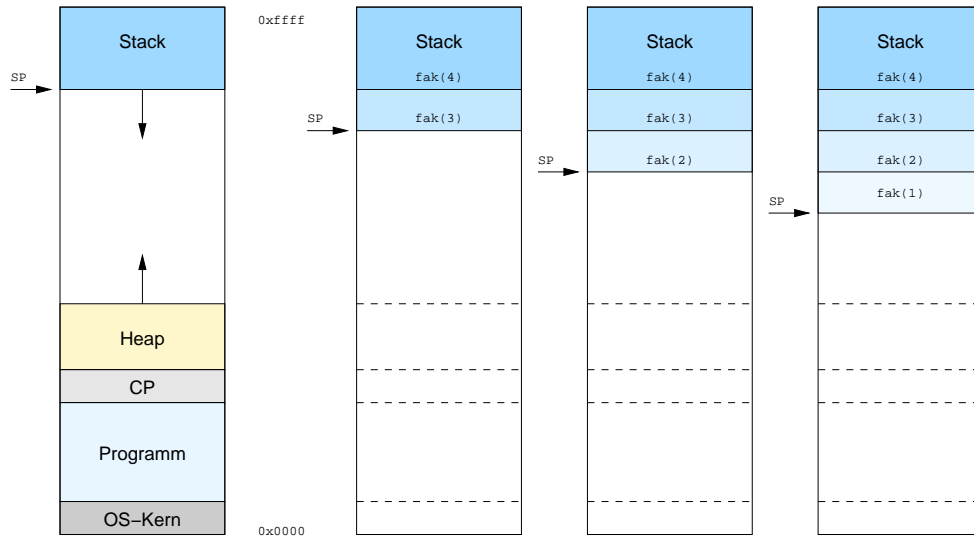 Stack
SP
Heap
CP
Programm
OS−Kern
0xffff
0x0000
Stack
fak(4)
fak(3)
SP
Stack
fak(4)
fak(3)
fak(2)
SP
Stack
fak(4)
fak(3)
fak(2)
fak(1)
SP